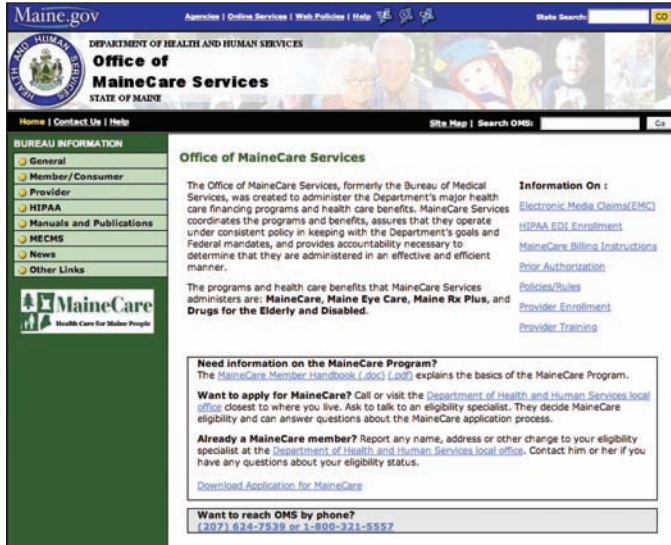 Maine.gov
Agencies | Online Services | Web Policies | Help
State Search:
GO
HEALTH AND HUMAN SERVICES
DEPARTMENT OF HEALTH AND HUMAN SERVICES
Office of
MaineCare Services
STATE OF MAINE
Home | Contact Us | Help
Site Map | Search OMS:
Go
BUREAU INFORMATION
General
Member/Consumer
Provider
HIPAA
Manuals and Publications
MECMS
News
Other Links
MaineCare
Health Care for Maine People
Office of MaineCare Services
The Office of MaineCare Services, formerly the Bureau of Medical
Services, was created to administer the Department's major health
care financing programs and health care benefits. MaineCare Services
coordinates the programs and benefits, assures that they operate
under consistent policy in keeping with the Department's goals and
Federal mandates, and provides accountability necessary to
determine that they are administered in an effective and efficient
manner.
The programs and health care benefits that MaineCare Services
administers are: MaineCare, Maine Eye Care, Maine Rx Plus, and
Drugs for the Elderly and Disabled.
Information On :
Electronic Media Claims(EMC)
HIPAA EDI Enrollment
MaineCare Billing Instructions
Prior Authorization
Policies/Rules
Provider Enrollment
Provider Training
Need information on the MaineCare Program?
The MaineCare Member Handbook (.doc) (.pdf) explains the basics of the MaineCare Program.
Want to apply for MaineCare? Call or visit the Department of Health and Human Services local
office closest to where you live. Ask to talk to an eligibility specialist. They decide MaineCare
eligibility and can answer questions about the MaineCare application process.
Already a MaineCare member? Report any name, address or other change to your eligibility
specialist at the Department of Health and Human Services local office. Contact him or her if you
have any questions about your eligibility status.
Download Application for MaineCare
Want to reach OMS by phone?
(207) 624-7539 or 1-800-321-5557